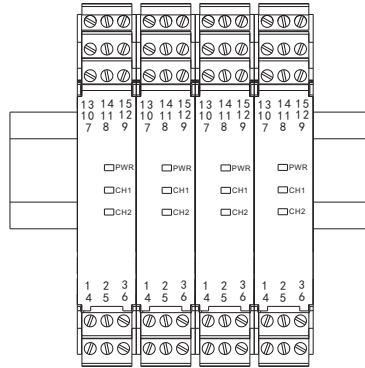 13 14 15 13 14 15 13 14 15 13 14 15
10 11 12 10 11 12 10 11 12 10 11 12
7 8 9 7 8 9 7 8 9 7 8 9
PWR PWR PWR PWR
CH1 CH1 CH1 CH1
CH2 CH2 CH2 CH2
1 2 3 1 2 3 1 2 3 1 2 3
4 5 6 4 5 6 4 5 6 4 5 6